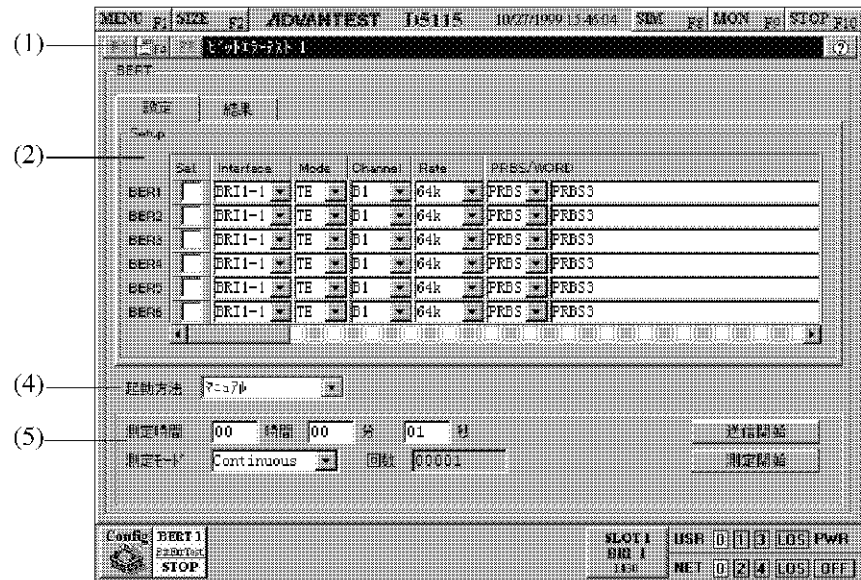 MENU F1 SIZE F2 ADVANTEST D5115 10/27/1999 15:46:04 SIM F8 MON F9 STOP F10
(1)
ビットエラーテスト 1
BERT
設定 結果
Setup
(2)
Sel Interface Mode Channel Rate PRBS/WORD
BER1 BRI1-1 TE B1 64k PRBS PRBS3
BER2 BRI1-1 TE B1 64k PRBS PRBS3
BER3 BRI1-1 TE B1 64k PRBS PRBS3
BER4 BRI1-1 TE B1 64k PRBS PRBS3
BER5 BRI1-1 TE B1 64k PRBS PRBS3
BER6 BRI1-1 TE B1 64k PRBS PRBS3
(4) 起動方法 マニュアル
測定時間 00 時間 00 分 01 秒 送信開始
(5)
測定モード Continuous 回数 00001 測定開始
Config BERT 1 SLOT 1 USR 0 1 3 LOS PWR
BitErrTest BRI 1
STOP I430 NET 0 2 4 LOS OFF